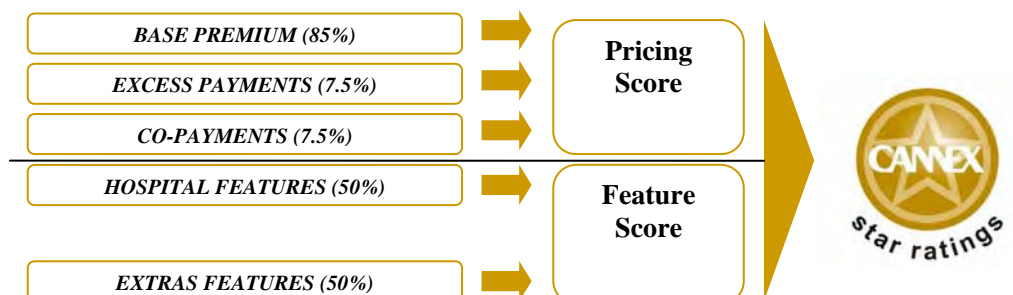 BASE PREMIUM (85%)
EXCESS PAYMENTS (7.5%)
CO-PAYMENTS (7.5%)
Pricing
Score
HOSPITAL FEATURES (50%)
EXTRAS FEATURES (50%)
Feature
Score
CANNEX
star ratings